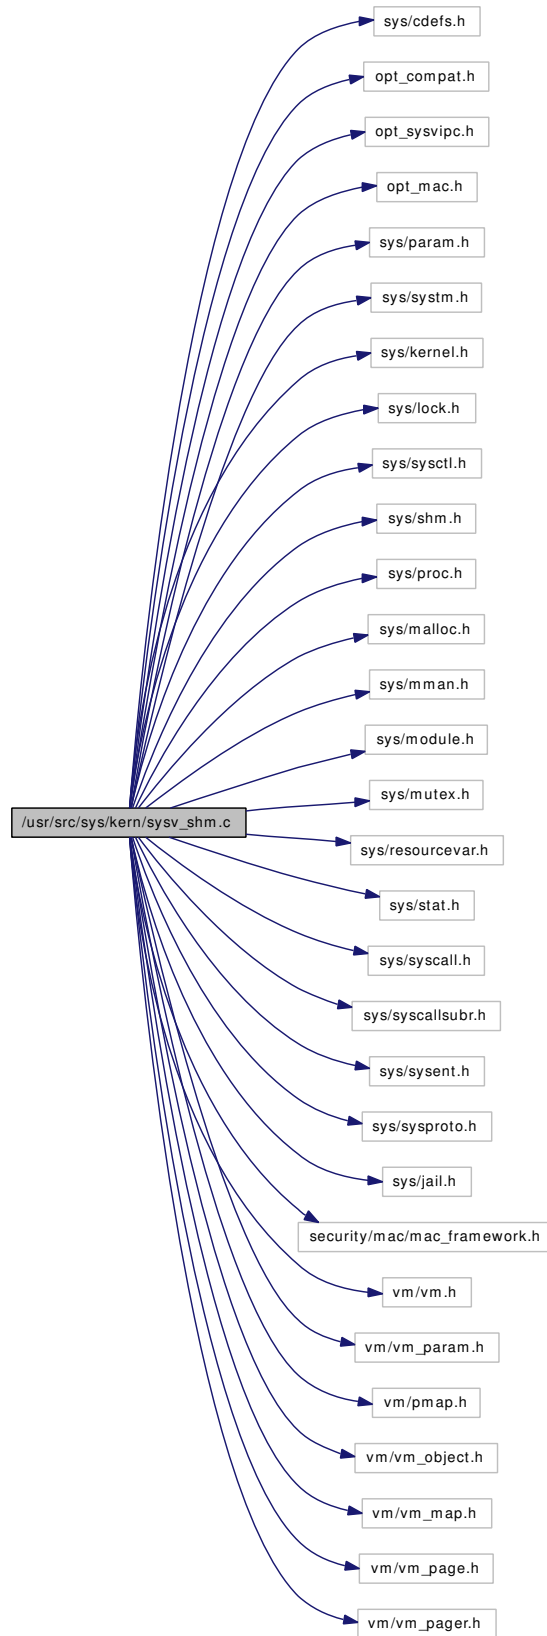 sys/cdefs.h
opt_compat.h
opt_sysvipc.h
opt_mac.h
sys/param.h
sys/systm.h
sys/kernel.h
sys/lock.h
sys/sysctl.h
sys/shm.h
sys/proc.h
sys/malloc.h
sys/mman.h
sys/module.h
sys/mutex.h
/usr/src/sys/kern/sysv_shm.c
sys/resourcevar.h
sys/stat.h
sys/syscall.h
sys/syscallsubr.h
sys/sysent.h
sys/sysproto.h
sys/jail.h
security/mac/mac_framework.h
vm/vm.h
vm/vm_param.h
vm/pmap.h
vm/vm_object.h
vm/vm_map.h
vm/vm_page.h
vm/vm_pager.h